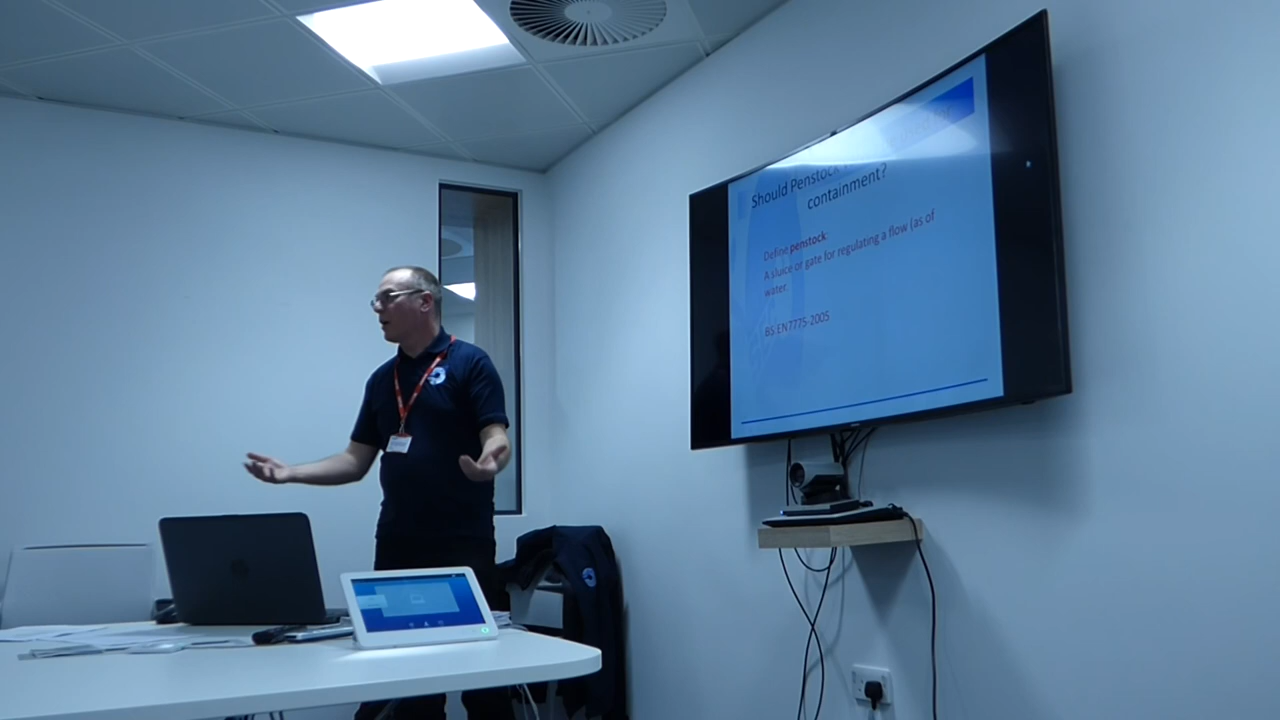 Should Penstock
containment?
Define penstock:
A sluice or gate for regulating a flow (as of
water.
BS EN7775-2005